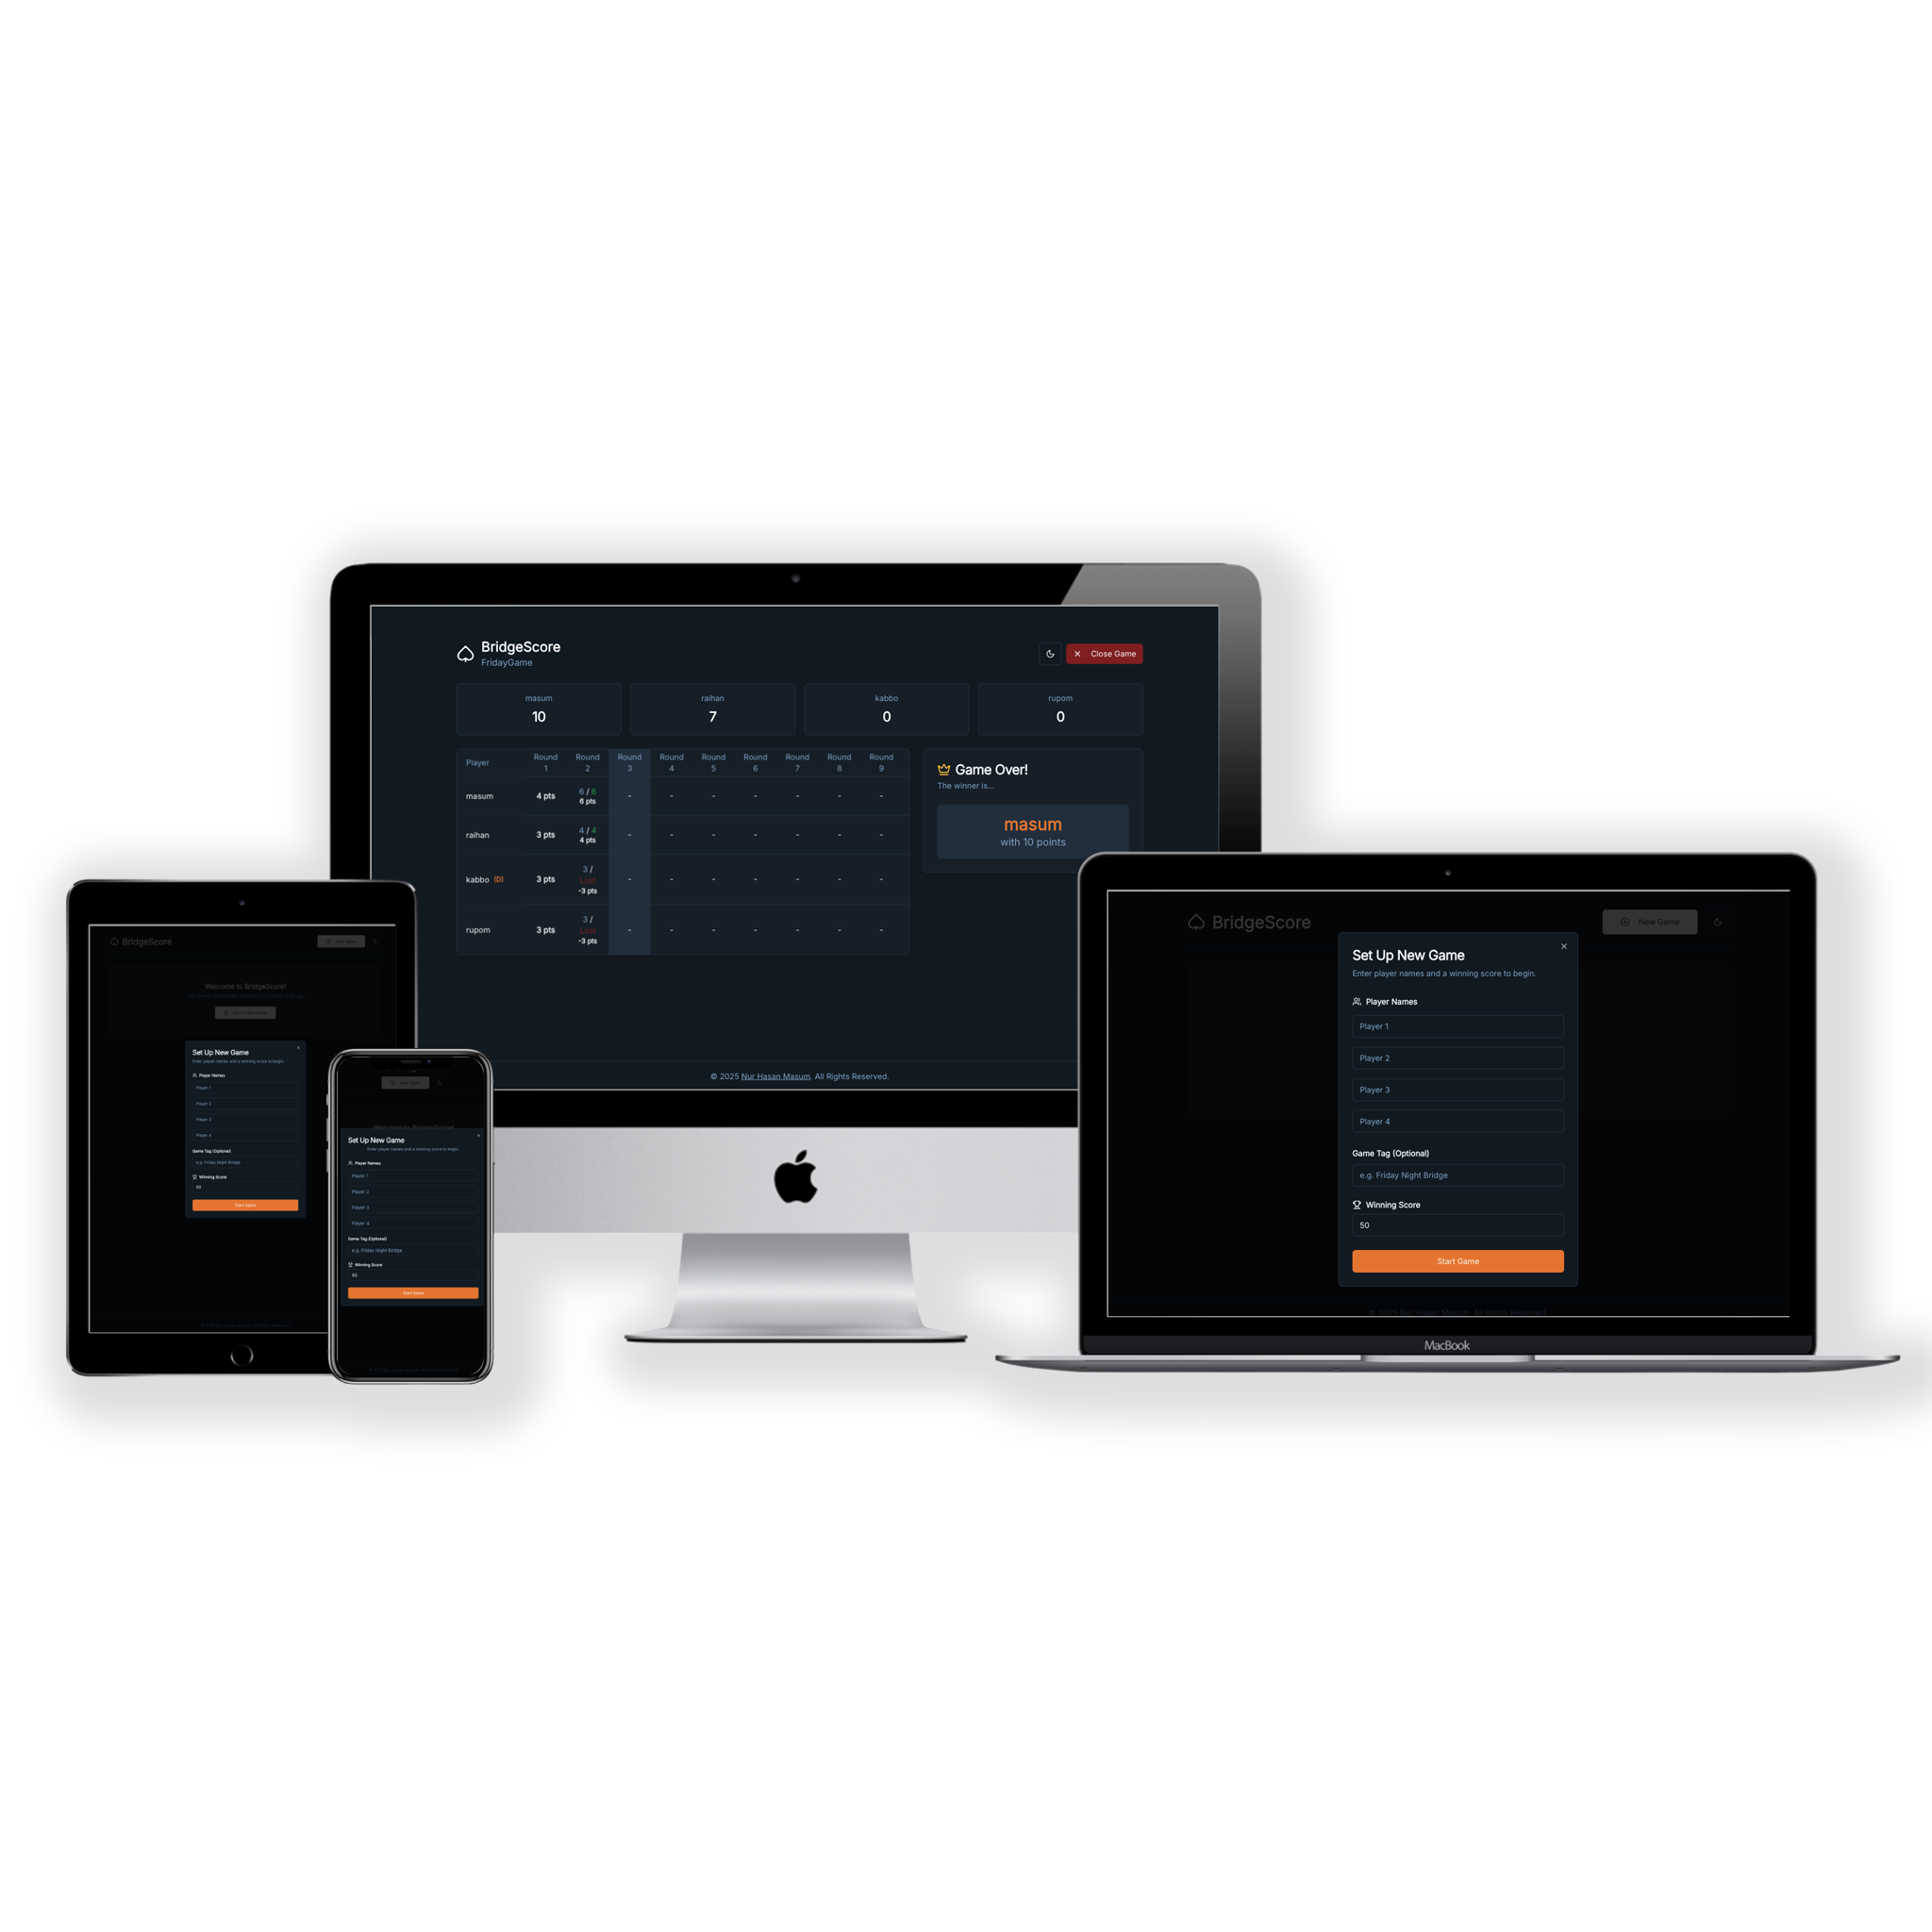 BridgeScore
FridayGame
Close Game
masum
10
raihan
7
kabbo
0
rupom
0
Player
Round 1
Round 2
Round 3
Round 4
Round 5
Round 6
Round 7
Round 8
Round 9
masum
4 pts
6 / 6
6 pts
-
-
-
-
-
-
-
raihan
3 pts
4 / 4
4 pts
-
-
-
-
-
-
-
kabbo (D)
3 pts
3 /
Lost
-3 pts
-
-
-
-
-
-
-
rupom
3 pts
3 /
Lost
-3 pts
-
-
-
-
-
-
-
Game Over!
The winner is...
masum
with 10 points
© 2025 Nur Hasan Masum. All Rights Reserved.
BridgeScore
New Game
Welcome to BridgeScore!
Set Up New Game
Enter player names and a winning score to begin.
Player Names
Player 1
Player 2
Player 3
Player 4
Game Tag (Optional)
e.g. Friday Night Bridge
Winning Score
50
Start Game
New Game
Welcome to BridgeScore!
Set Up New Game
Enter player names and a winning score to begin.
Player Names
Player 1
Player 2
Player 3
Player 4
Game Tag (Optional)
e.g. Friday Night Bridge
Winning Score
50
Start Game
BridgeScore
New Game
Set Up New Game
Enter player names and a winning score to begin.
Player Names
Player 1
Player 2
Player 3
Player 4
Game Tag (Optional)
e.g. Friday Night Bridge
Winning Score
50
Start Game
© 2025 Nur Hasan Masum. All Rights Reserved.
MacBook